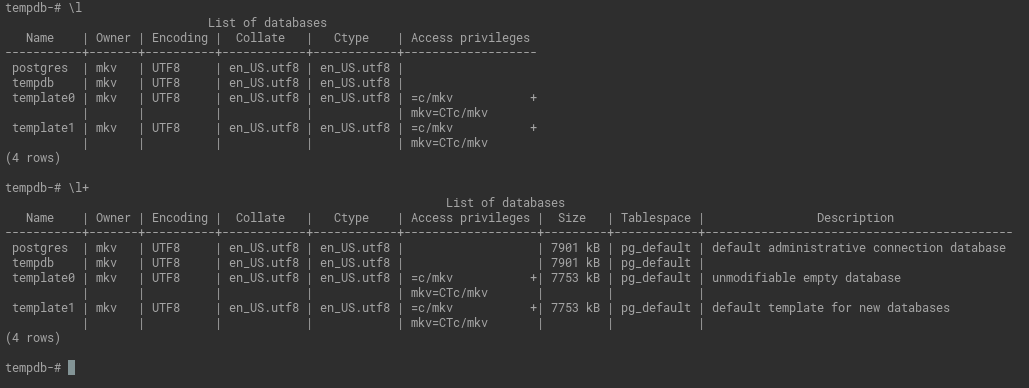 tempdb-# \l
                             List of databases
   Name    | Owner | Encoding |  Collate   |   Ctype    | Access privileges
-----------+-------+----------+------------+------------+-------------------
 postgres  | mkv   | UTF8     | en_US.utf8 | en_US.utf8 |
 tempdb    | mkv   | UTF8     | en_US.utf8 | en_US.utf8 |
 template0 | mkv   | UTF8     | en_US.utf8 | en_US.utf8 | =c/mkv           +
           |       |          |            |            | mkv=CTc/mkv
 template1 | mkv   | UTF8     | en_US.utf8 | en_US.utf8 | =c/mkv           +
           |       |          |            |            | mkv=CTc/mkv
(4 rows)

tempdb-# \l+
                                                               List of databases
   Name    | Owner | Encoding |  Collate   |   Ctype    | Access privileges |  Size   | Tablespace |                Description
-----------+-------+----------+------------+------------+-------------------+---------+------------+--------------------------------------------
 postgres  | mkv   | UTF8     | en_US.utf8 | en_US.utf8 |                   | 7901 kB | pg_default | default administrative connection database
 tempdb    | mkv   | UTF8     | en_US.utf8 | en_US.utf8 |                   | 7901 kB | pg_default |
 template0 | mkv   | UTF8     | en_US.utf8 | en_US.utf8 | =c/mkv           +| 7753 kB | pg_default | unmodifiable empty database
           |       |          |            |            | mkv=CTc/mkv       |         |            |
 template1 | mkv   | UTF8     | en_US.utf8 | en_US.utf8 | =c/mkv           +| 7753 kB | pg_default | default template for new databases
           |       |          |            |            | mkv=CTc/mkv       |         |            |
(4 rows)

tempdb-#